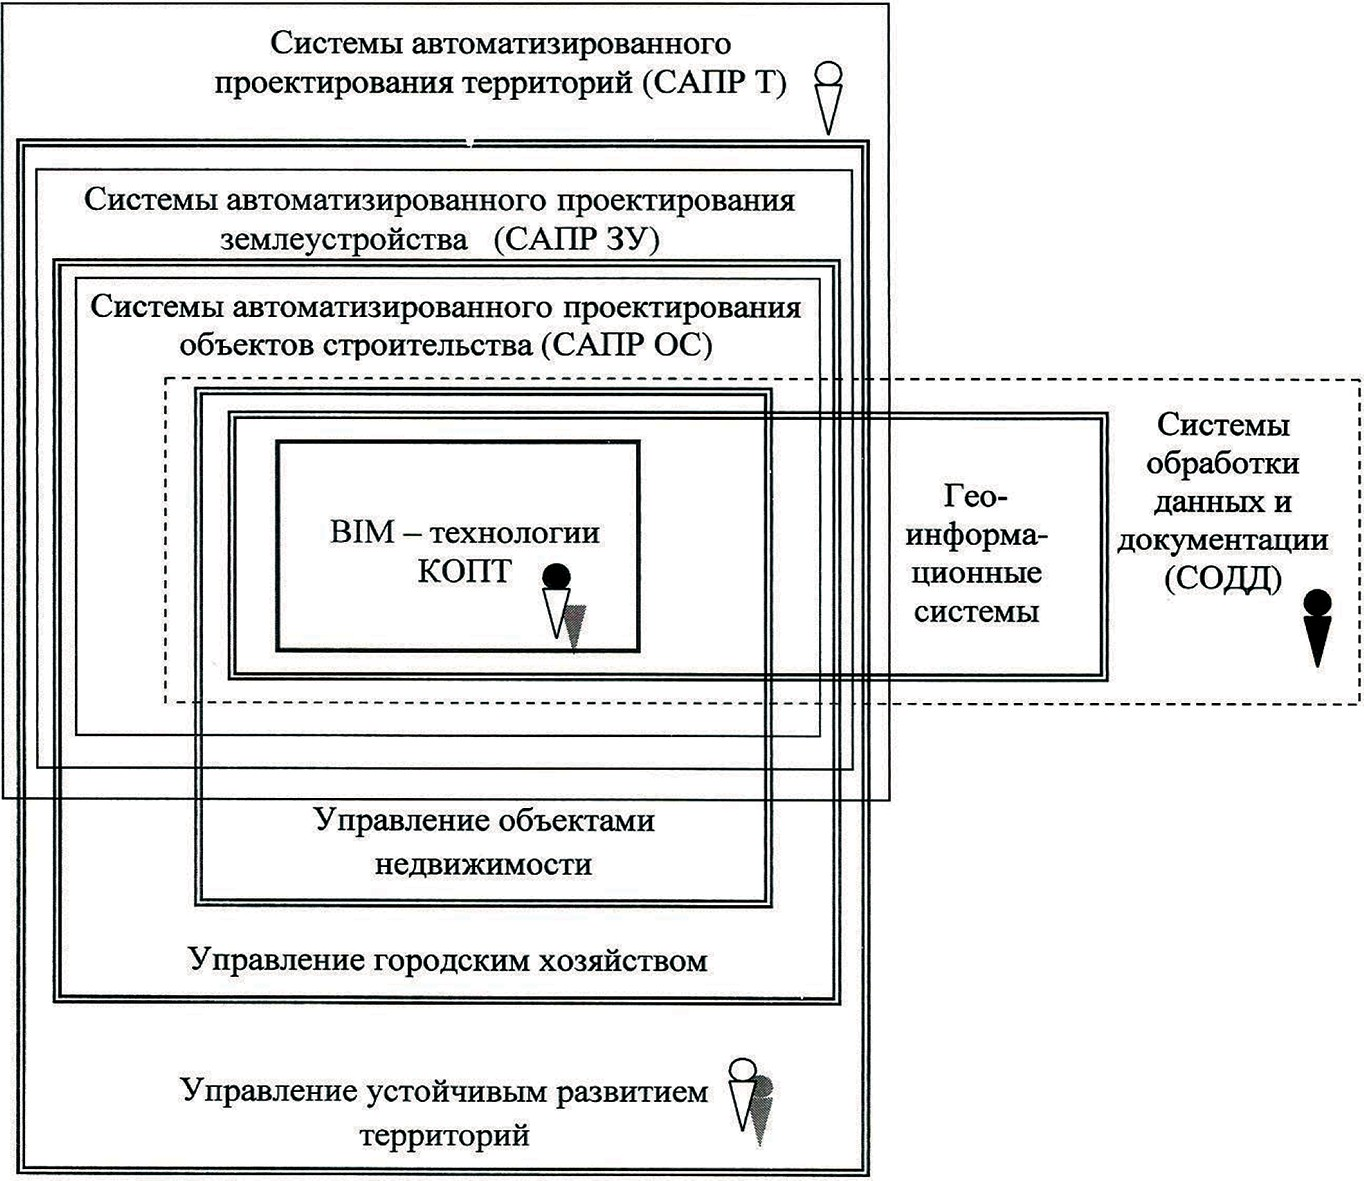 Системы автоматизированного
проектирования территорий (САПР Т)
Системы автоматизированного проектирования
землеустройства (САПР ЗУ)
Системы автоматизированного проектирования
объектов строительства (САПР ОС)
BIM – технологии
КОПТ
Гео-
информа-
ционные
системы
Системы
обработки
данных и
документации
(СОДД)
Управление объектами
недвижимости
Управление городским хозяйством
Управление устойчивым развитием
территорий